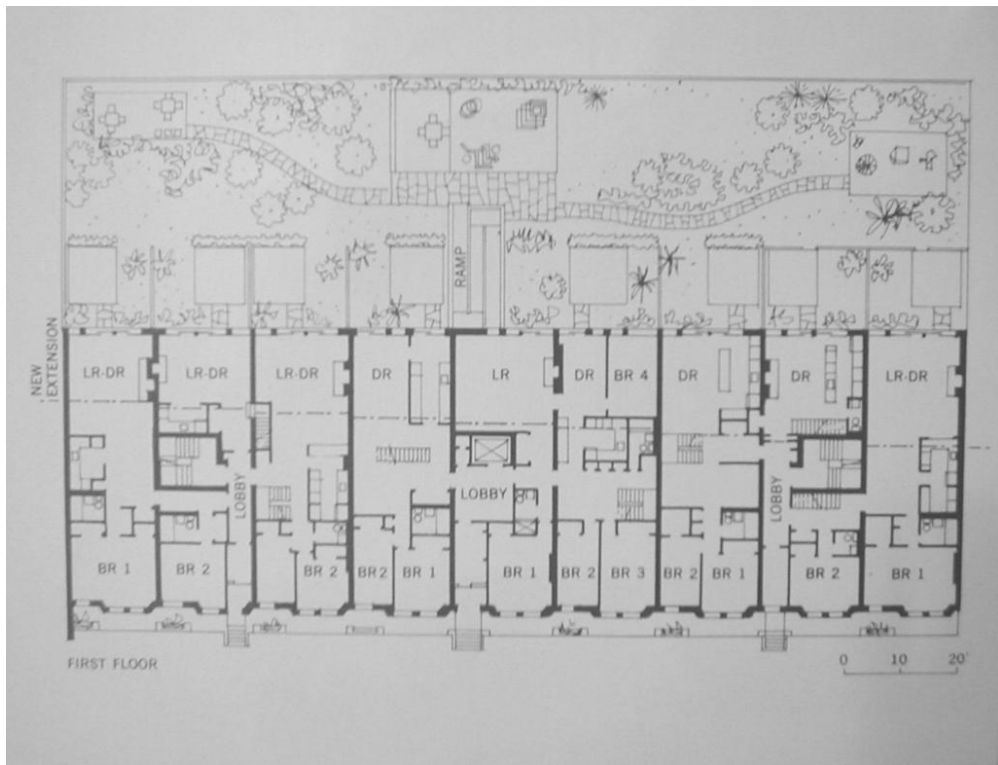 RAMP
NEW
EXTENSION
LR-DR
LR-DR
LR-DR
DR
LR
DR
BR 4
DR
DR
LR-DR
LOBBY
LOBBY
LOBBY
BR 1
BR 2
BR 2
BR 2
BR 1
BR 1
BR 2
BR 3
BR 2
BR 1
BR 2
BR 1
FIRST FLOOR
0 10 20'